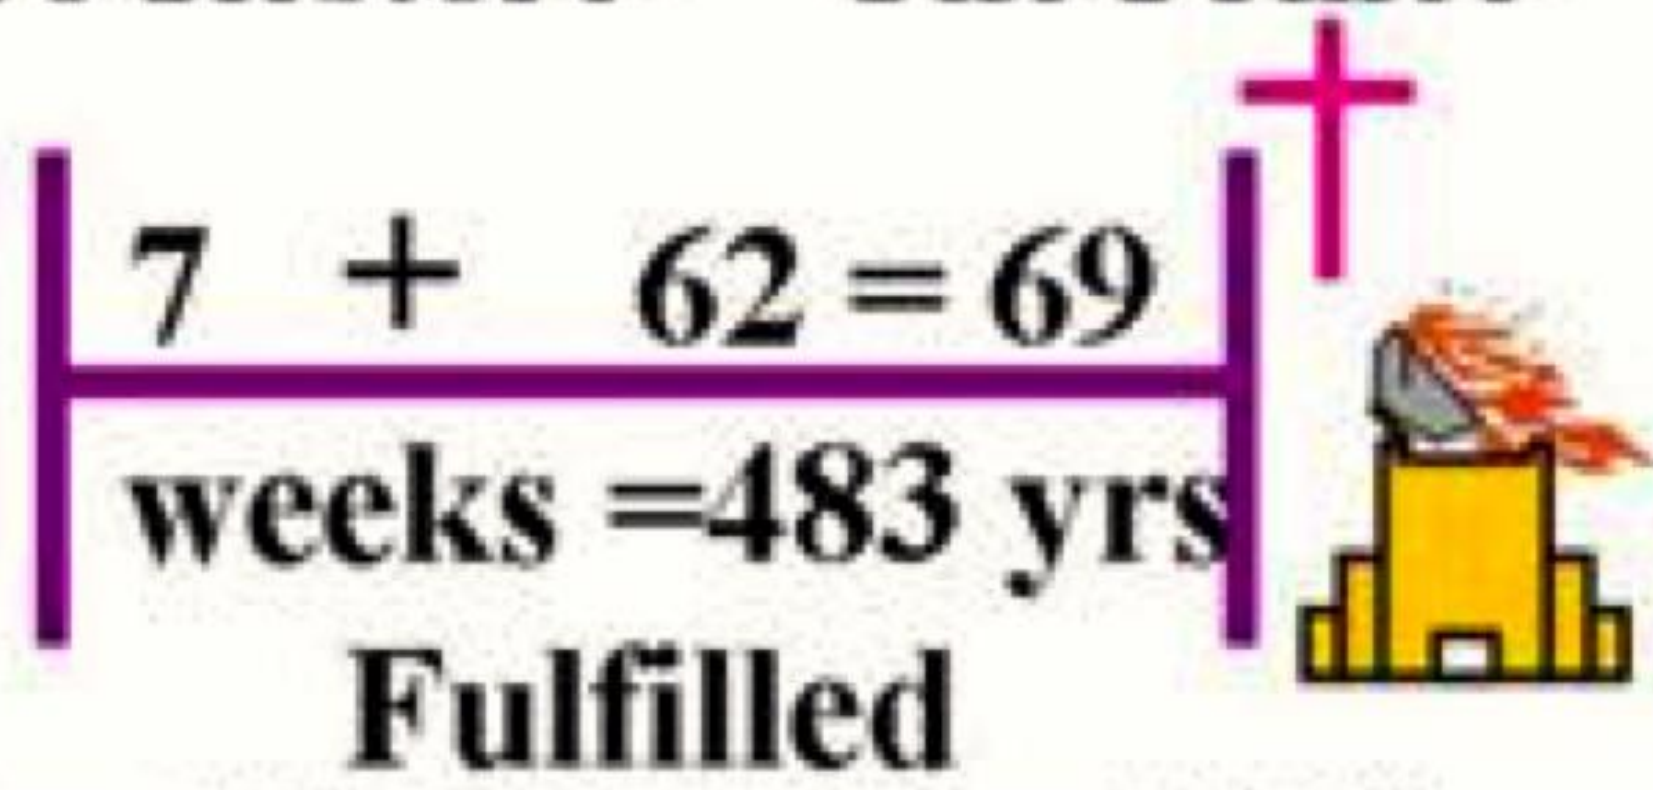 7 + 62 = 69
weeks =483 yrs
Fulfilled